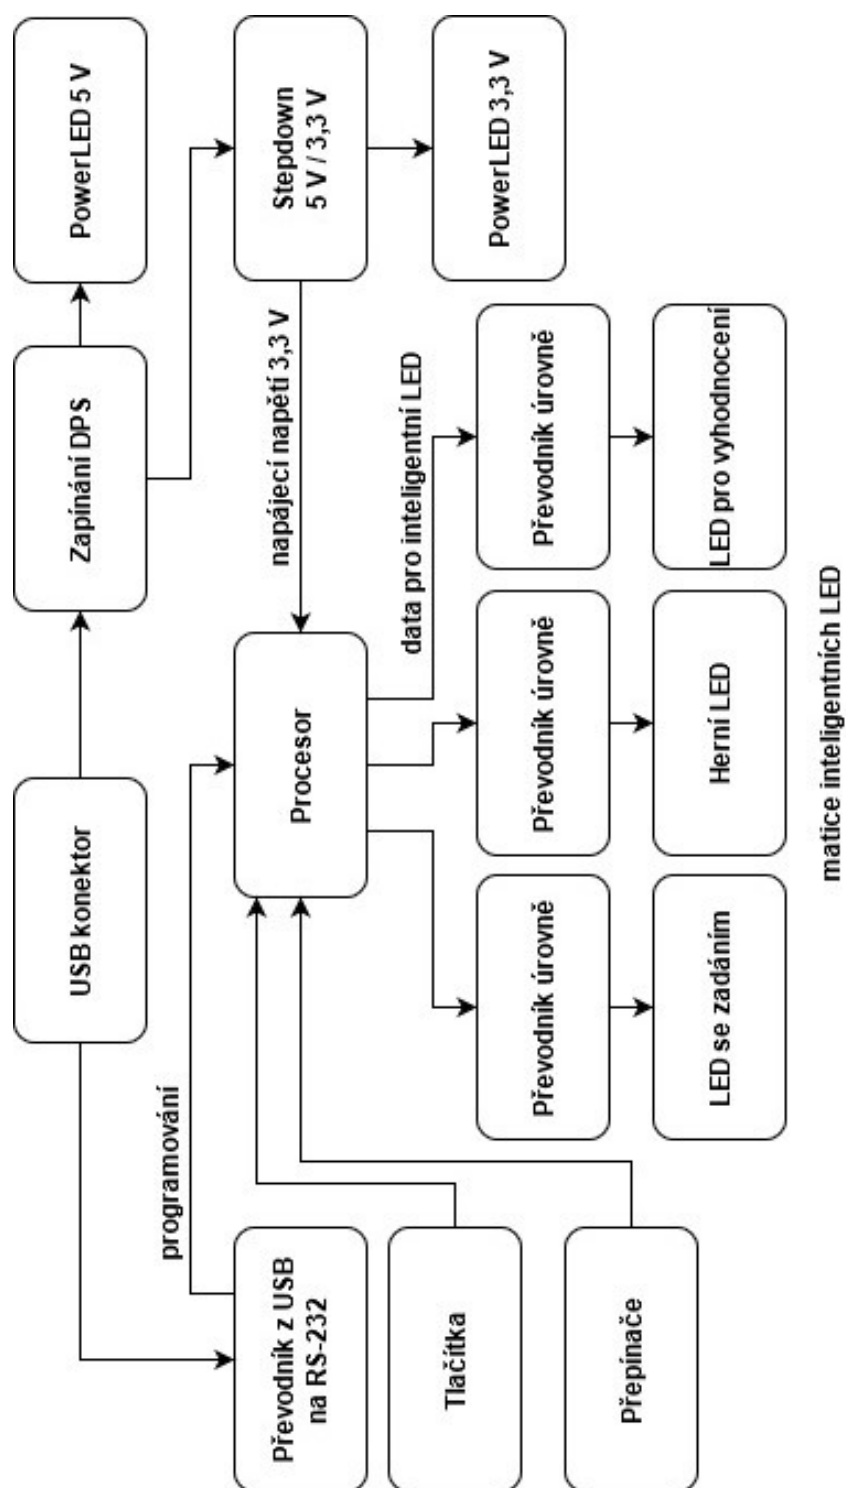 USB konektor
Zapínání DPS
PowerLED 5 V
programování
Převodník z USB
na RS-232
Procesor
napájecí napětí 3,3 V
Stepdown
5 V / 3,3 V
Tlačítka
data pro inteligentní LED
PowerLED 3,3 V
Převodník úrovně
Převodník úrovně
Převodník úrovně
Přepínače
LED se zadáním
Herní LED
LED pro vyhodnocení
matice inteligentních LED